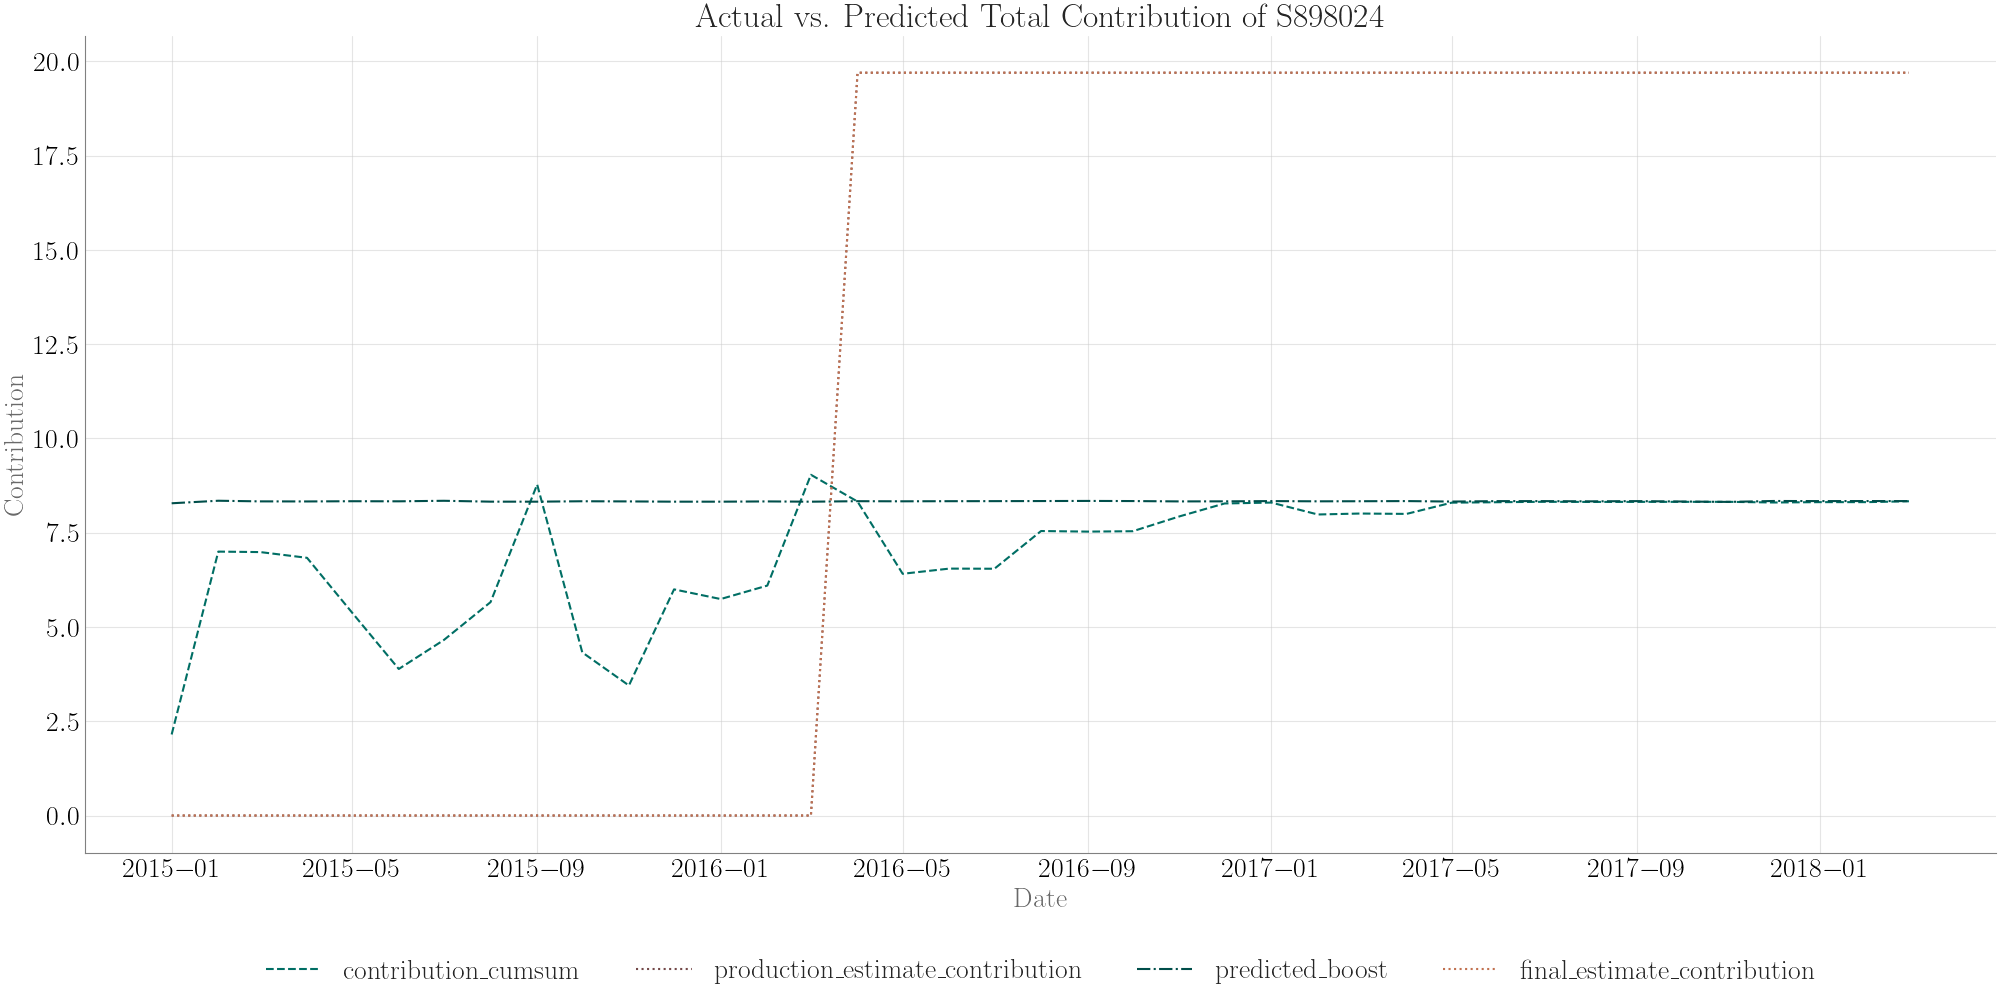 Actual vs. Predicted Total Contribution of S898024
20.0
17.5
15.0
12.5
10.0
7.5
5.0
2.5
0.0
Contribution
2015–01 2015–05 2015–09 2016–01 2016–05 2016–09 2017–01 2017–05 2017–09 2018–01
Date
contribution_cumsum production_estimate_contribution predicted_boost final_estimate_contribution